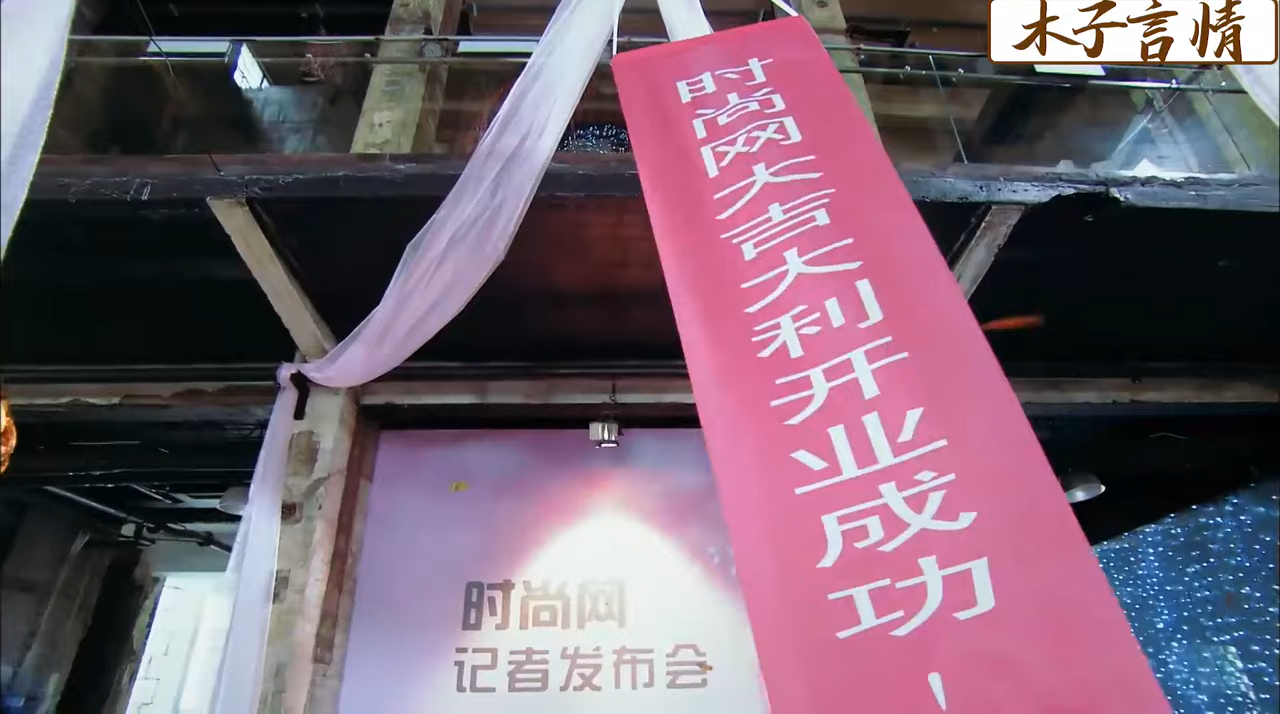 木子言情
时尚网大吉大利开业成功！
时尚网
记者发布会